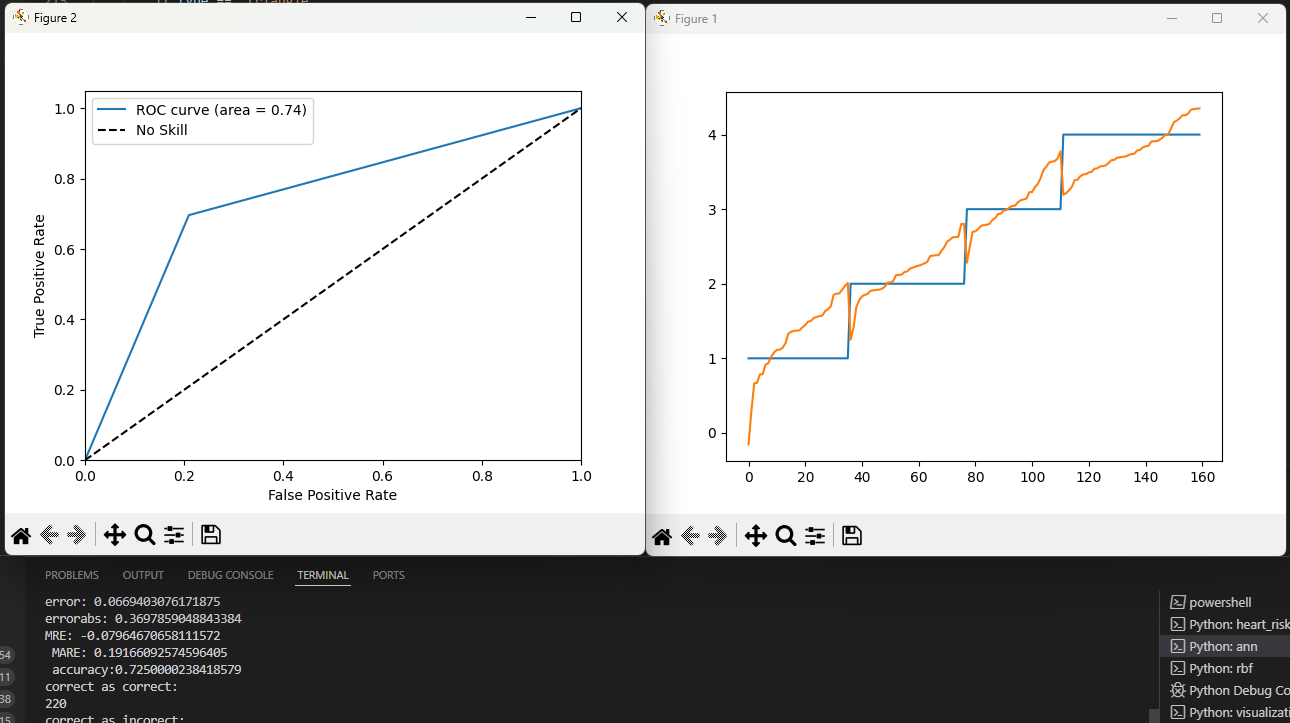 Figure 2
ROC curve (area = 0.74)
No Skill
1.0
0.8
0.6
0.4
0.2
0.0
True Positive Rate
0.0 0.2 0.4 0.6 0.8 1.0
False Positive Rate
Figure 1
4
3
2
1
0
0 20 40 60 80 100 120 140 160
PROBLEMS OUTPUT DEBUG CONSOLE TERMINAL PORTS
error: 0.0669403076171875
errorabs: 0.3697859048843384
MRE: -0.07964670658111572
MARE: 0.19166092574596405
accuracy:0.7250000238418579
correct as correct:
220
correct as incorrect:
54
11
38
15
powershell
Python: heart_risk
Python: ann
Python: rbf
Python Debug Co
Python: visualizati